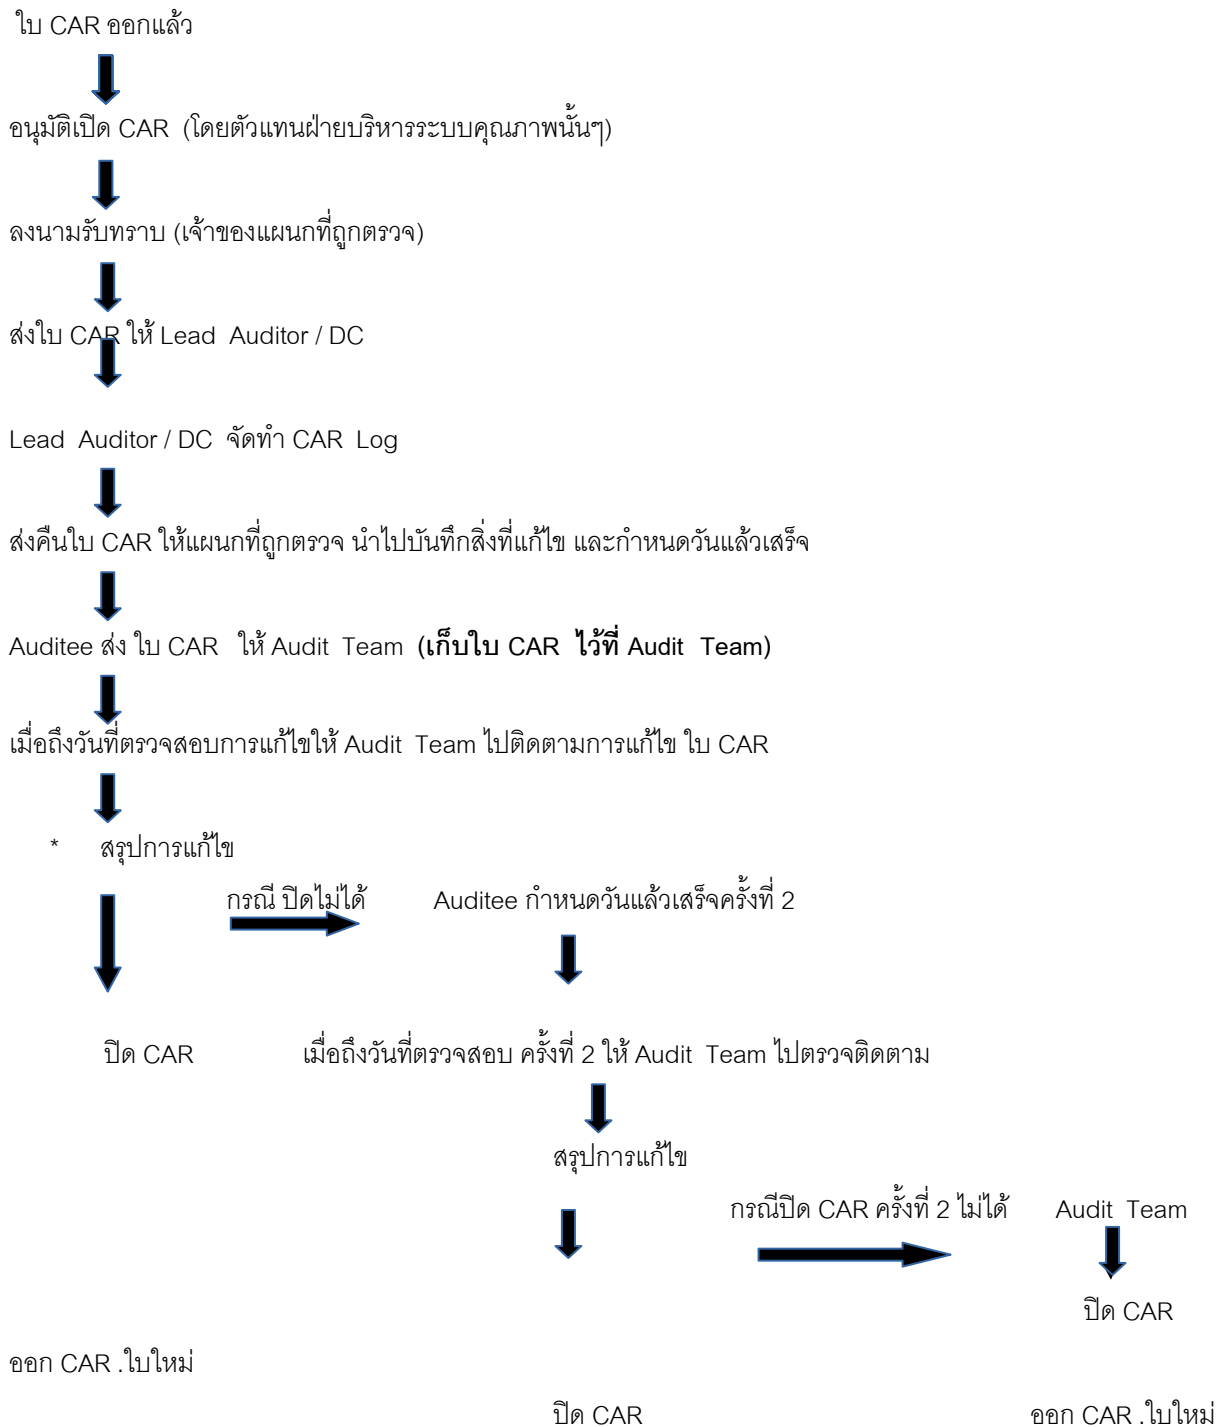 ใบ CAR ออกแล้ว
อนุมัติเปิด CAR (โดยตัวแทนฝ่ายบริหารระบบคุณภาพนั้นๆ)
ลงนามรับทราบ (เจ้าของแผนกที่ถูกตรวจ)
ส่งใบ CAR ให้ Lead Auditor / DC
Lead Auditor / DC จัดทำ CAR Log
ส่งคืนใบ CAR ให้แผนกที่ถูกตรวจ นำไปบันทึกสิ่งที่แก้ไข และกำหนดวันแล้วเสร็จ
Auditee ส่ง ใบ CAR ให้ Audit Team (เก็บใบ CAR ไว้ที่ Audit Team)
เมื่อถึงวันที่ตรวจสอบการแก้ไขให้ Audit Team ไปติดตามการแก้ไข ใบ CAR
* สรุปการแก้ไข
กรณี ปิดไม่ได้ Auditee กำหนดวันแล้วเสร็จครั้งที่ 2
ปิด CAR เมื่อถึงวันที่ตรวจสอบ ครั้งที่ 2 ให้ Audit Team ไปตรวจติดตาม
สรุปการแก้ไข
กรณีปิด CAR ครั้งที่ 2 ไม่ได้ Audit Team
ปิด CAR
ออก CAR .ใบใหม่
ปิด CAR ออก CAR .ใบใหม่